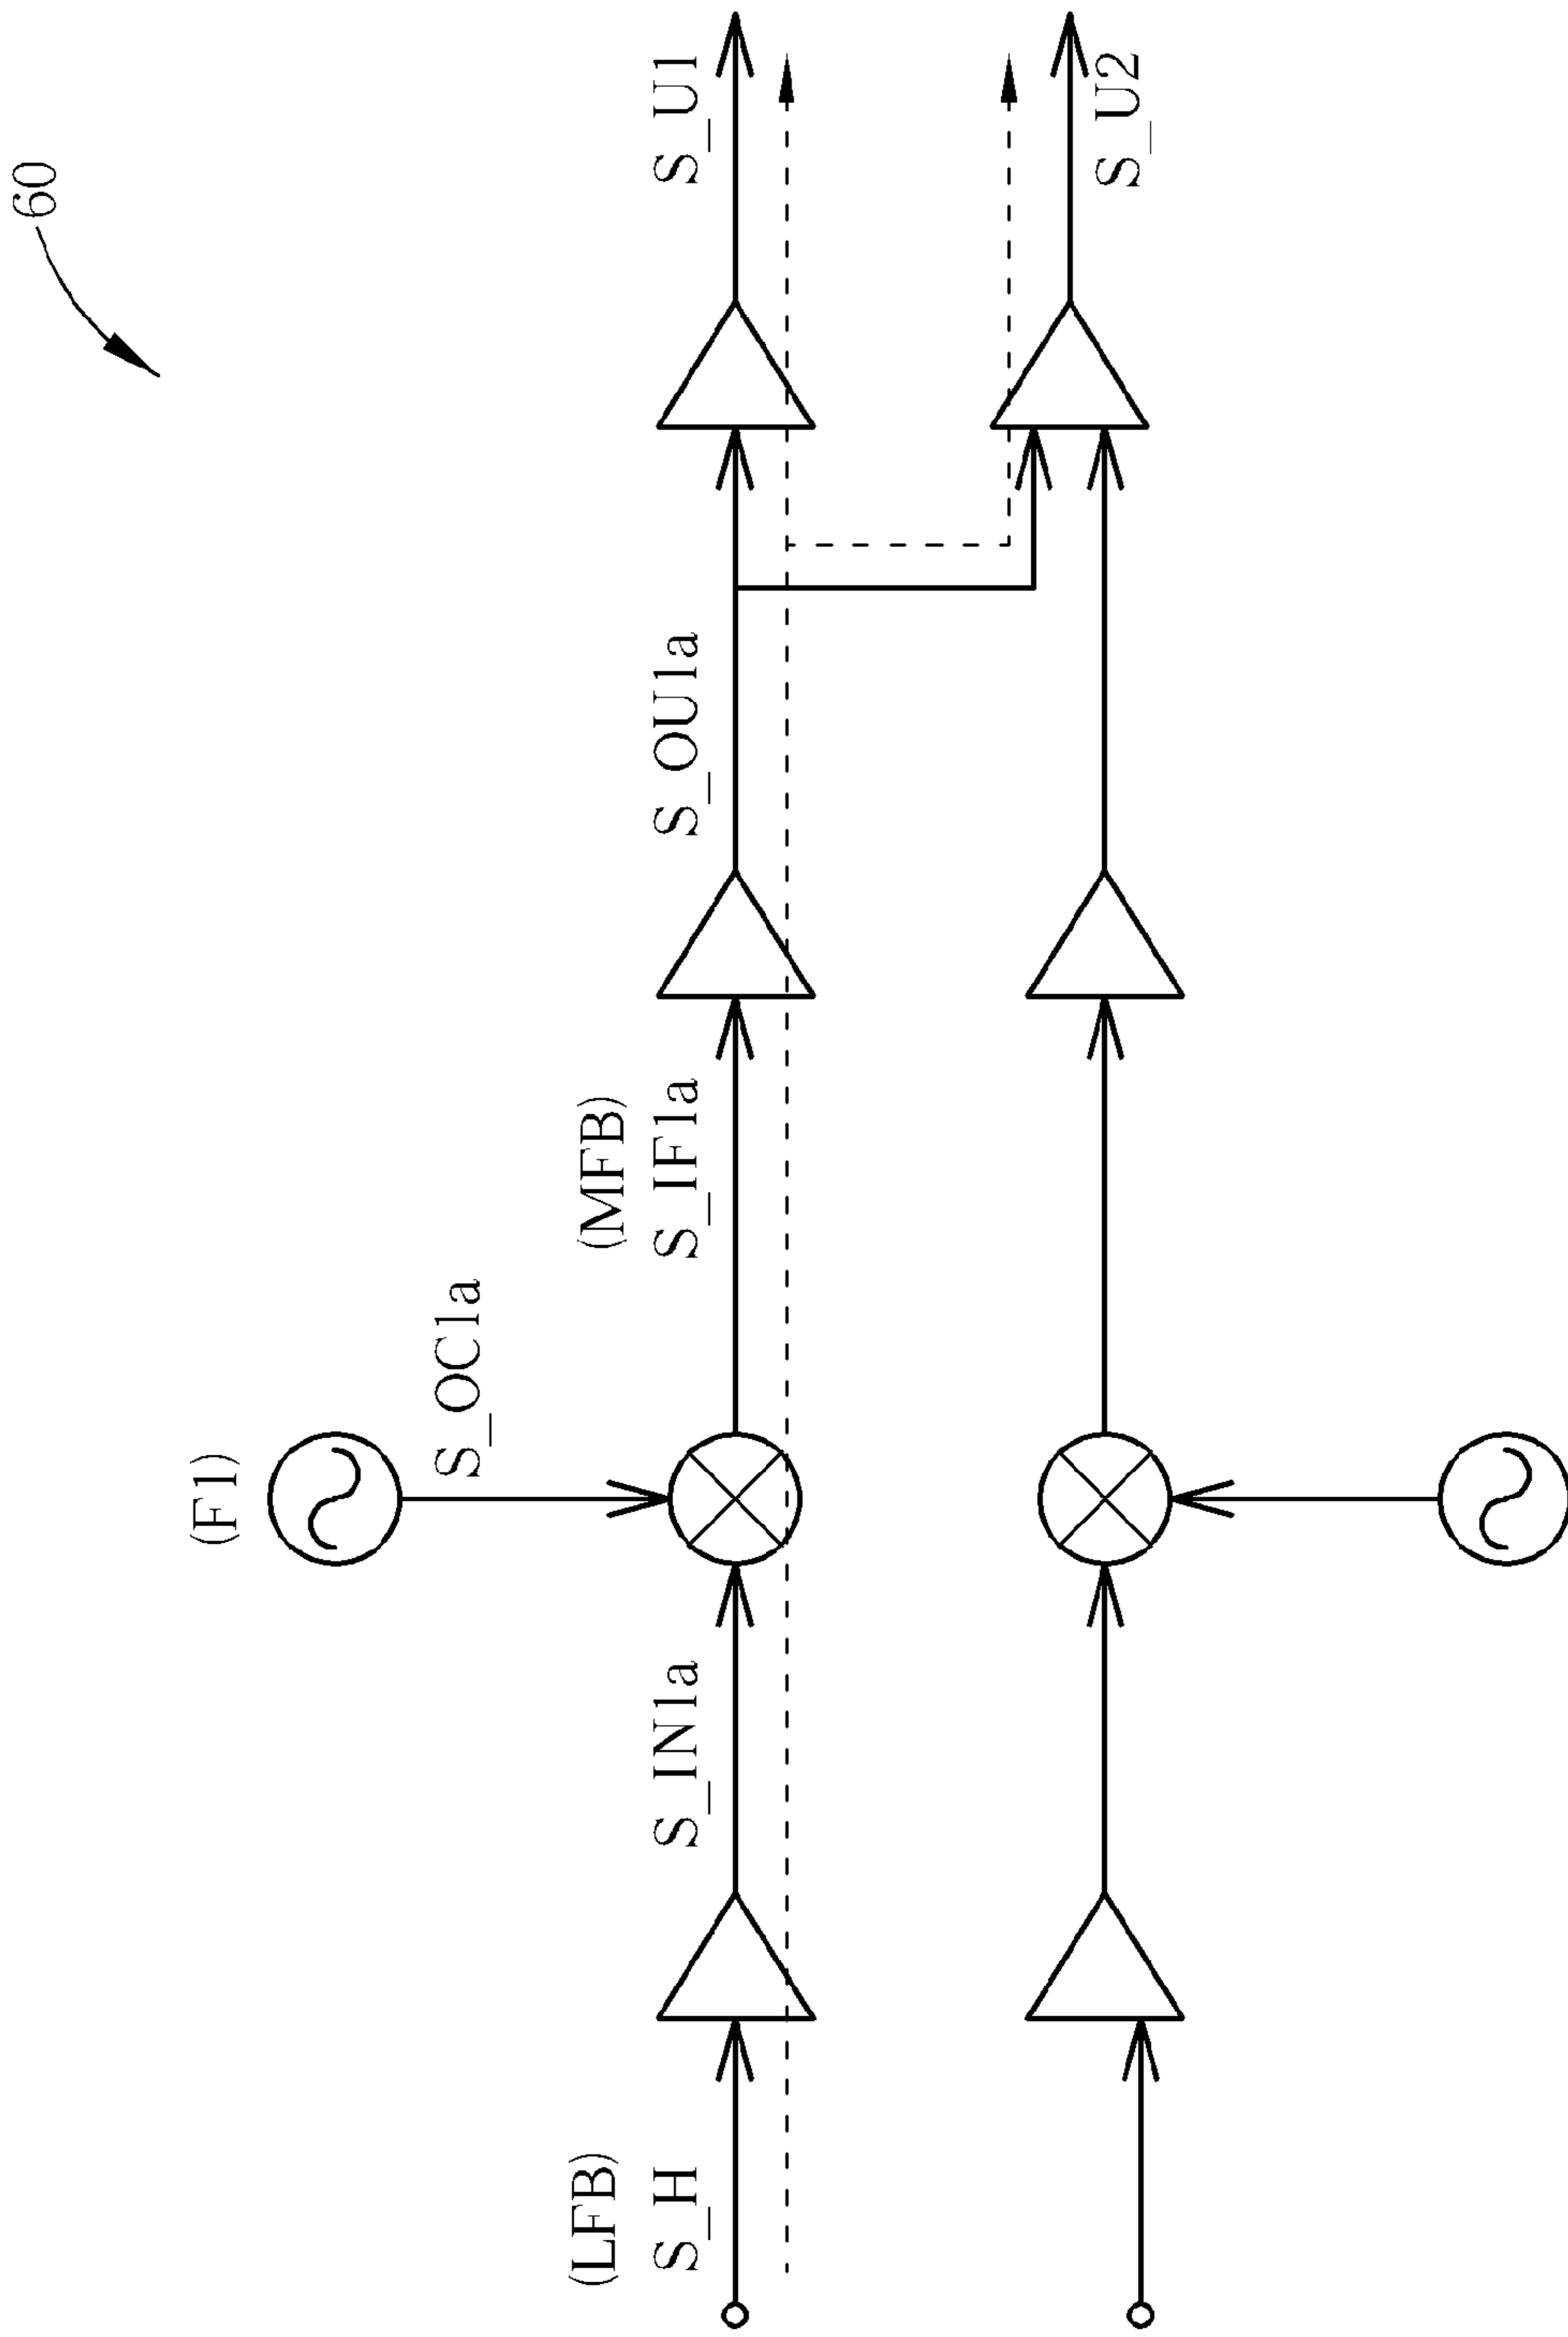 60
(F1)
S_OC1a
(LFB)
S_H
S_IN1a
(MFB)
S_IF1a
S_OU1a
S_U1
S_U2